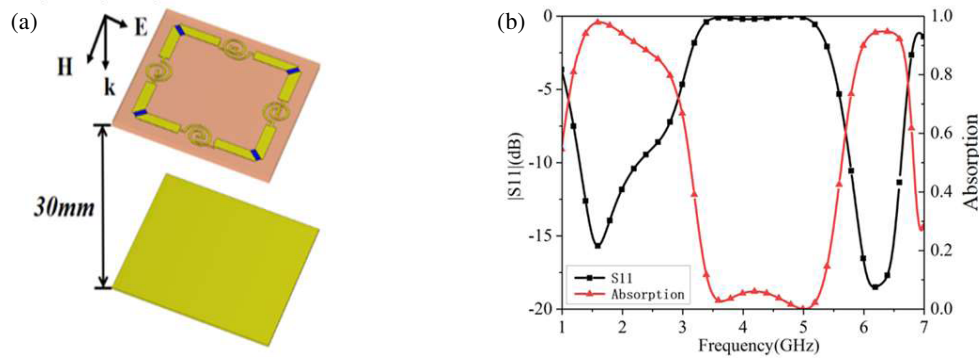 (a)
E
H
k
30mm
(b)
0
-5
-10
-15
-20
|S11|(dB)
1.0
0.8
0.6
0.4
0.2
0.0
Absorption
S11
Absorption
1 2 3 4 5 6 7
Frequency(GHz)